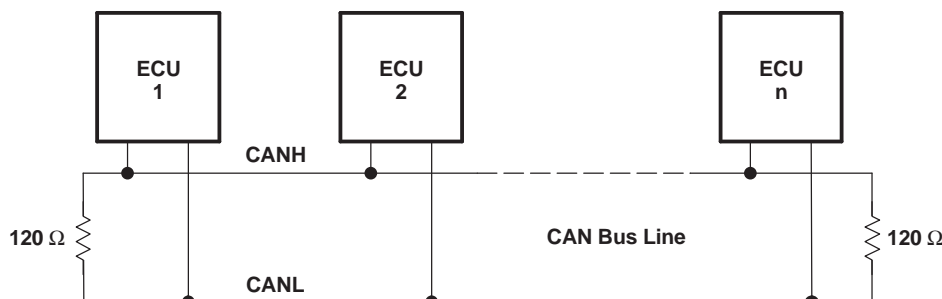 ECU
1
ECU
2
ECU
n
CANH
120 Ω
CAN Bus Line
120 Ω
CANL